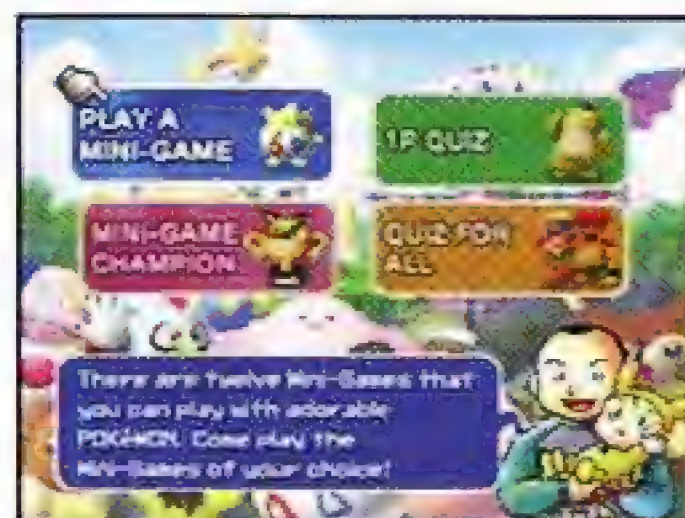 PLAY A
MINI-GAME
1P QUIZ
MINI-GAME
CHAMPION
QUIZ FOR
ALL
There are twelve Mini-Games that
you can play with adorable
POKéMON. Come play the
Mini-Games of your choice!